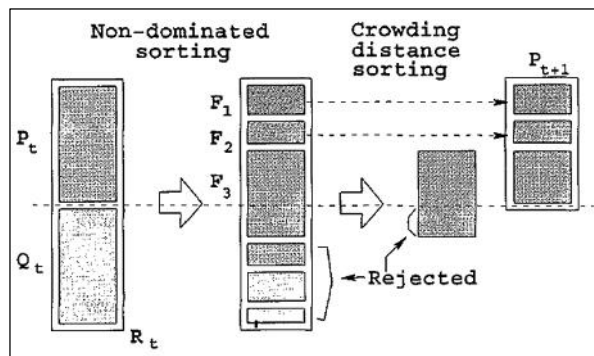 Non-dominated
sorting
Crowding
distance
sorting
P t+1
P t
F 1
F 2
F 3
Q t
Rejected
R t